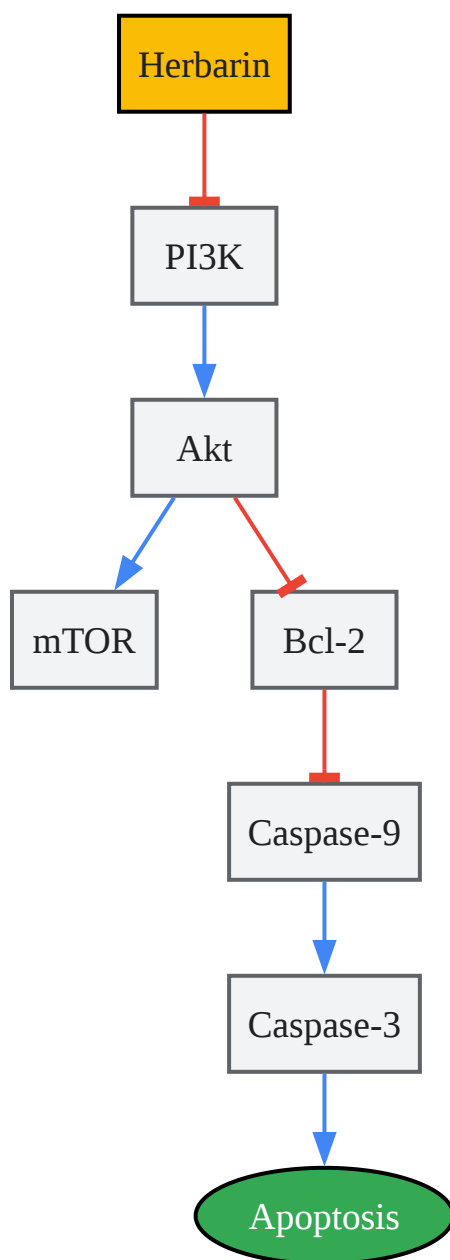 Herbarin
PI3K
Akt
mTOR
Bcl-2
Caspase-9
Caspase-3
Apoptosis